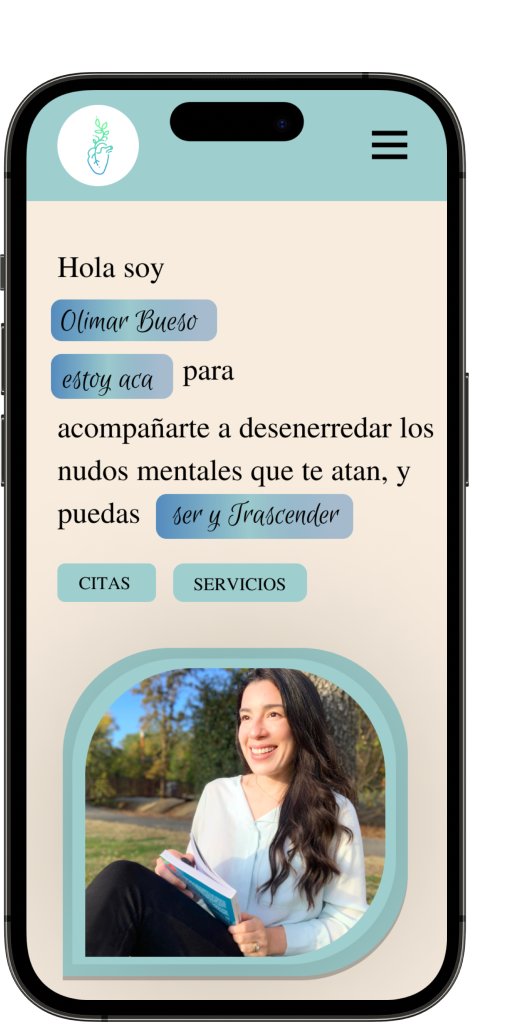 Hola soy
Olimar Bueso
estoy aca para
acompañarte a desenerredar los
nudos mentales que te atan, y
puedas ser y Trascender
CITAS SERVICIOS